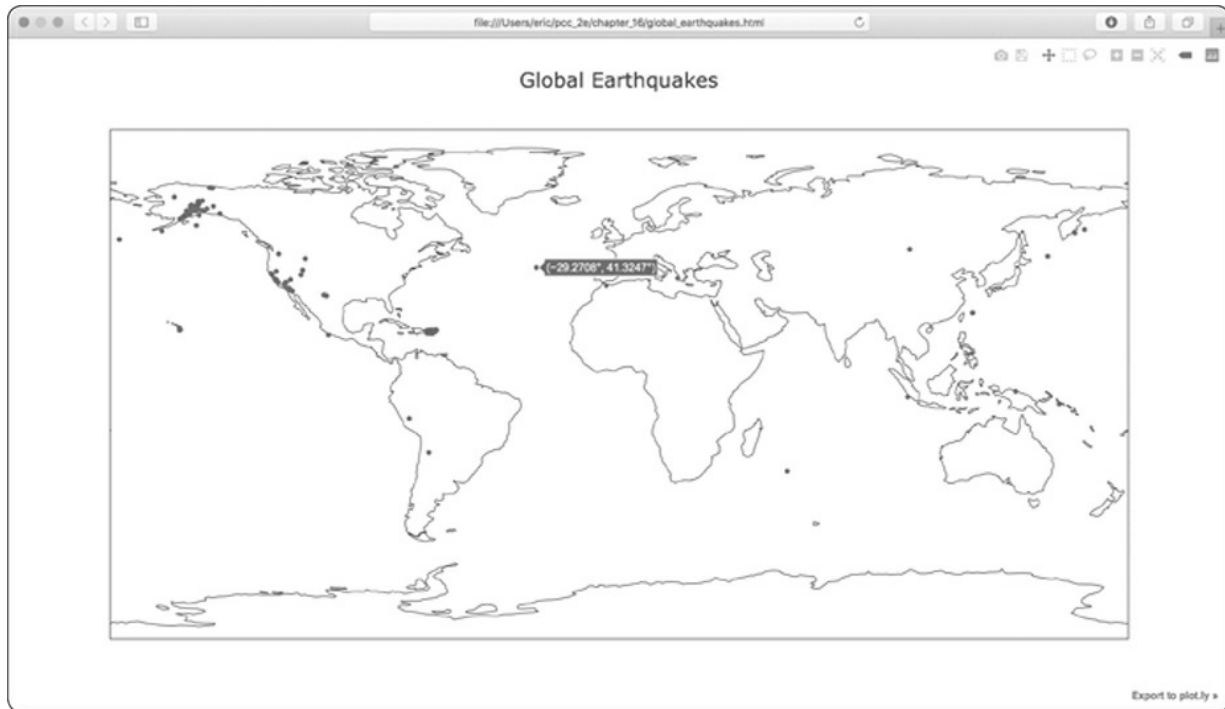 file:///Users/eric/pcc_2e/chapter_16/global_earthquakes.html
Global Earthquakes
(−29.2708°, 41.3247°)
Export to plot.ly »